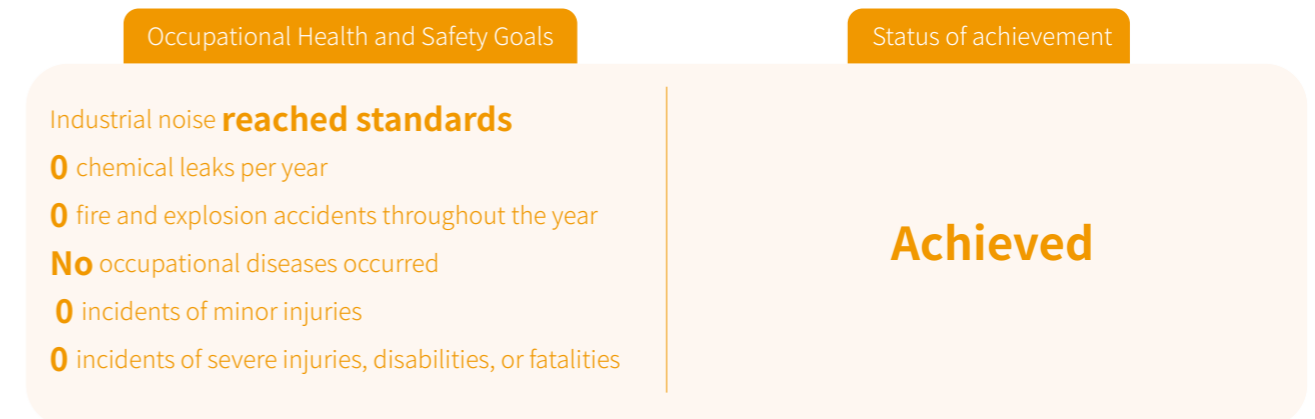 Occupational Health and Safety Goals
Status of achievement
Industrial noise reached standards
0 chemical leaks per year
0 fire and explosion accidents throughout the year
No occupational diseases occurred
0 incidents of minor injuries
0 incidents of severe injuries, disabilities, or fatalities
Achieved